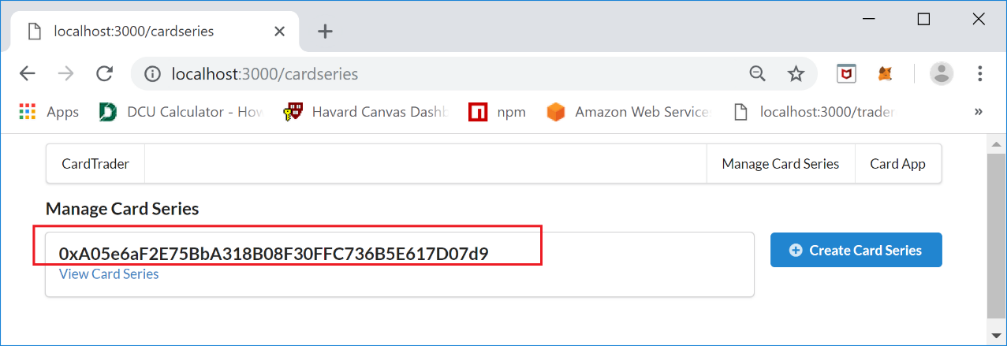 localhost:3000/cardseries
localhost:3000/cardseries
Apps
DCU Calculator - How
Havard Canvas Dashb
npm
Amazon Web Service
localhost:3000/trader
»
CardTrader
Manage Card Series
Card App
Manage Card Series
0xA05e6aF2E75BbA318B08F30FFC736B5E617D07d9
View Card Series
Create Card Series